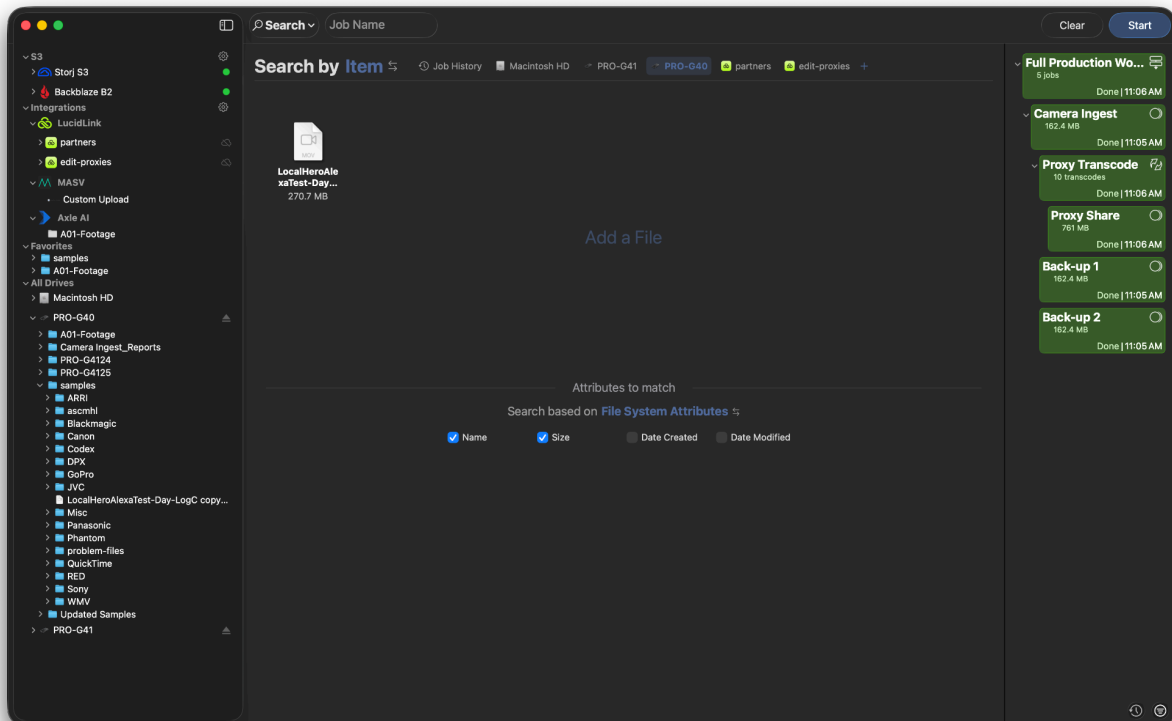 Search
Job Name
Clear
Start
S3
Storj S3
Backblaze B2
Integrations
LucidLink
partners
edit-proxies
MASV
Custom Upload
Axle AI
A01-Footage
Favorites
samples
A01-Footage
All Drives
Macintosh HD
PRO-G40
A01-Footage
Camera Ingest_Reports
PRO-G4124
PRO-G4125
samples
ARRI
ascmhl
Blackmagic
Canon
Codex
DPX
GoPro
JVC
LocalHeroAlexaTest-Day-LogC copy...
Misc
Panasonic
Phantom
problem-files
QuickTime
RED
Sony
WMV
Updated Samples
PRO-G41
Search by Item
Job History
Macintosh HD
PRO-G41
PRO-G40
partners
edit-proxies
MOV
LocalHeroAle
xaTest-Day...
270.7 MB
Add a File
Attributes to match
Search based on File System Attributes
Name
Size
Date Created
Date Modified
Full Production Wo...
5 jobs
Done | 11:06 AM
Camera Ingest
162.4 MB
Done | 11:05 AM
Proxy Transcode
10 transcodes
Done | 11:06 AM
Proxy Share
761 MB
Done | 11:06 AM
Back-up 1
162.4 MB
Done | 11:05 AM
Back-up 2
162.4 MB
Done | 11:05 AM